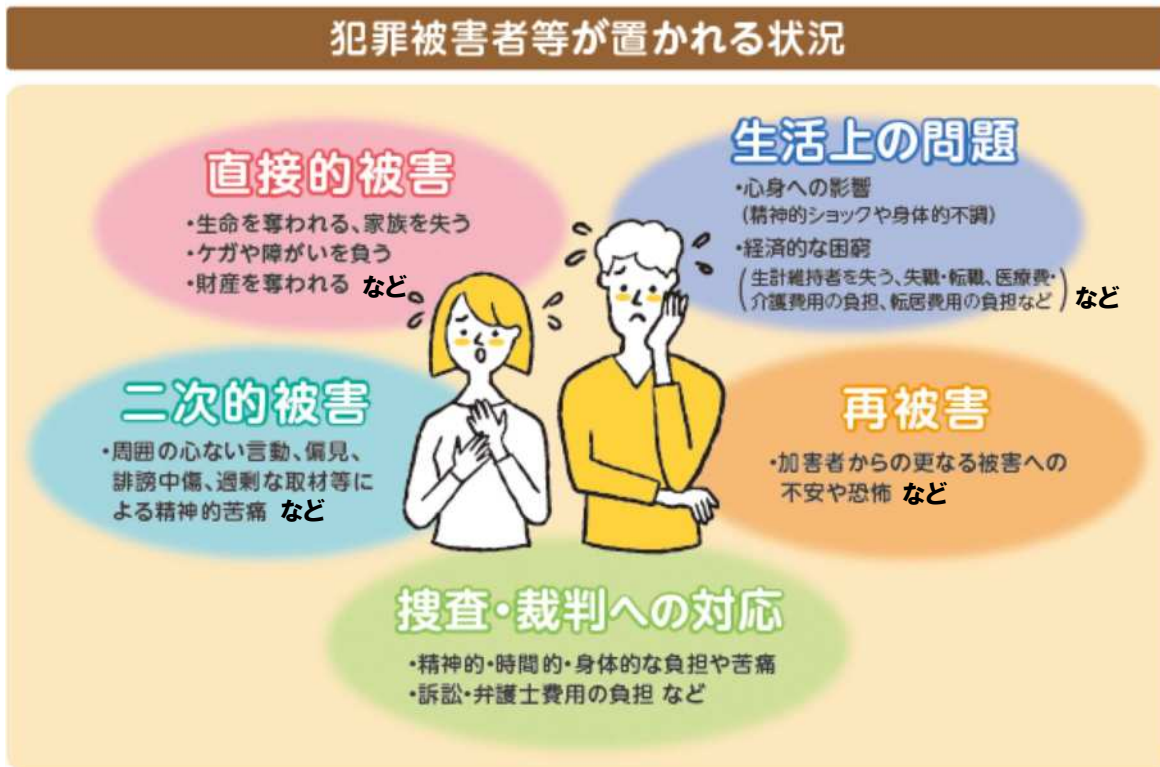 犯罪被害者等が置かれる状況
直接的被害
・生命を奪われる、家族を失う
・ケガや障がいを負う
・財産を奪われる など
生活上の問題
・心身への影響
(精神的ショックや身体的不調)
・経済的な困窮
(生計維持者を失う、失職・転職、医療費・
介護費用の負担、転居費用の負担など) など
二次的被害
・周囲の心ない言動、偏見、
誹謗中傷、過剰な取材等に
よる精神的苦痛 など
再被害
・加害者からの更なる被害への
不安や恐怖 など
捜査・裁判への対応
・精神的・時間的・身体的な負担や苦痛
・訴訟・弁護士費用の負担 など